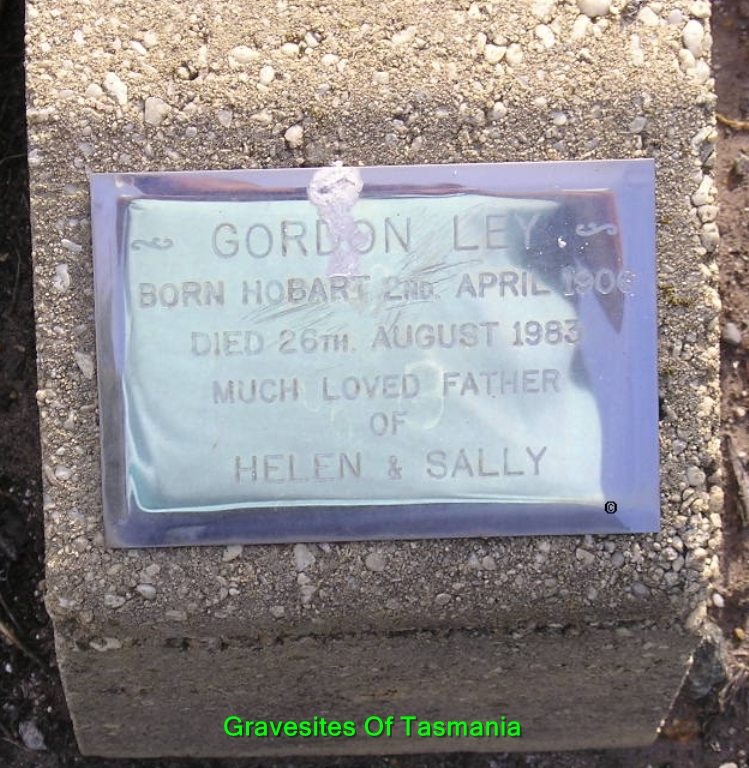 GORDON LEY
BORN HOBART 2ND. APRIL 1906
DIED 26TH. AUGUST 1983
MUCH LOVED FATHER
OF
HELEN & SALLY
©
Gravesites Of Tasmania